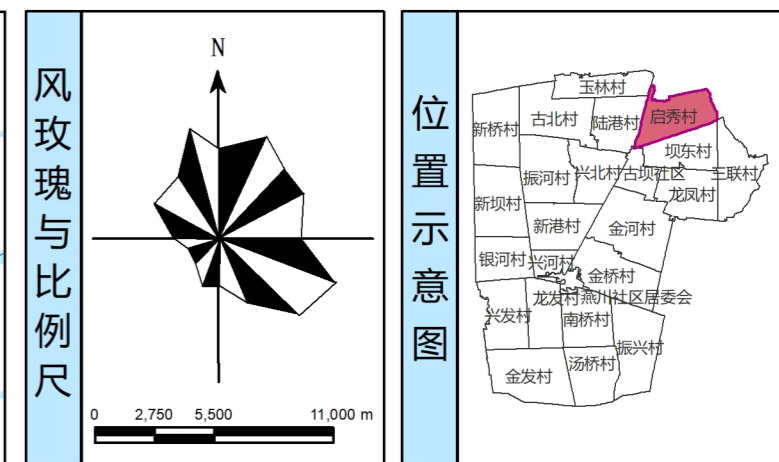 风玫瑰与比例尺
N
0 2,750 5,500 11,000 m
位置示意图
玉林村
启秀村
古北村
陆港村
新桥村
坝东村
振河村
兴北村
古坝社区
三联村
龙凤村
新坝村
新港村
金河村
银河村
兴河村
金桥村
龙发村
燕川社区居委会
兴发村
南桥村
振兴村
汤桥村
金发村